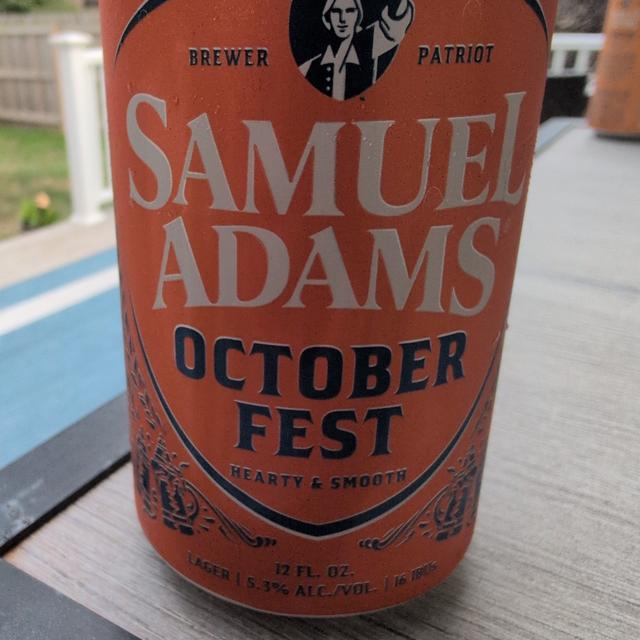 BREWER PATRIOT
SAMUEL
ADAMS
OCTOBER
FEST
HEARTY & SMOOTH
12 FL. OZ.
LAGER | 5.3% ALC./VOL. | 16 IBUS